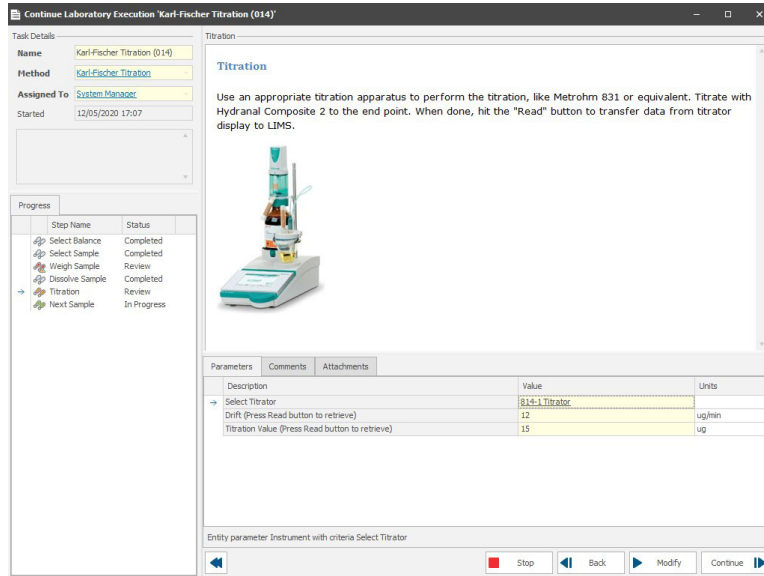 Continue Laboratory Execution 'Karl-Fischer Titration (014)'
Task Details
Name Karl-Fischer Titration (014)
Method Karl-Fischer Titration
Assigned To System Manager
Started 12/05/2020 17:07
Progress
Step Name Status
Select Balance Completed
Select Sample Completed
Weigh Sample Review
Dissolve Sample Completed
Titration Review
Next Sample In Progress
Titration
Titration
Use an appropriate titration apparatus to perform the titration, like Metrohm 831 or equivalent. Titrate with
Hydranal Composite 2 to the end point. When done, hit the "Read" button to transfer data from titrator
display to LIMS.
Parameters Comments Attachments
Description Value Units
Select Titrator 814-1 Titrator
Drift (Press Read button to retrieve) 12 ug/min
Titration Value (Press Read button to retrieve) 15 ug
Entity parameter Instrument with criteria Select Titrator
Stop Back Modify Continue